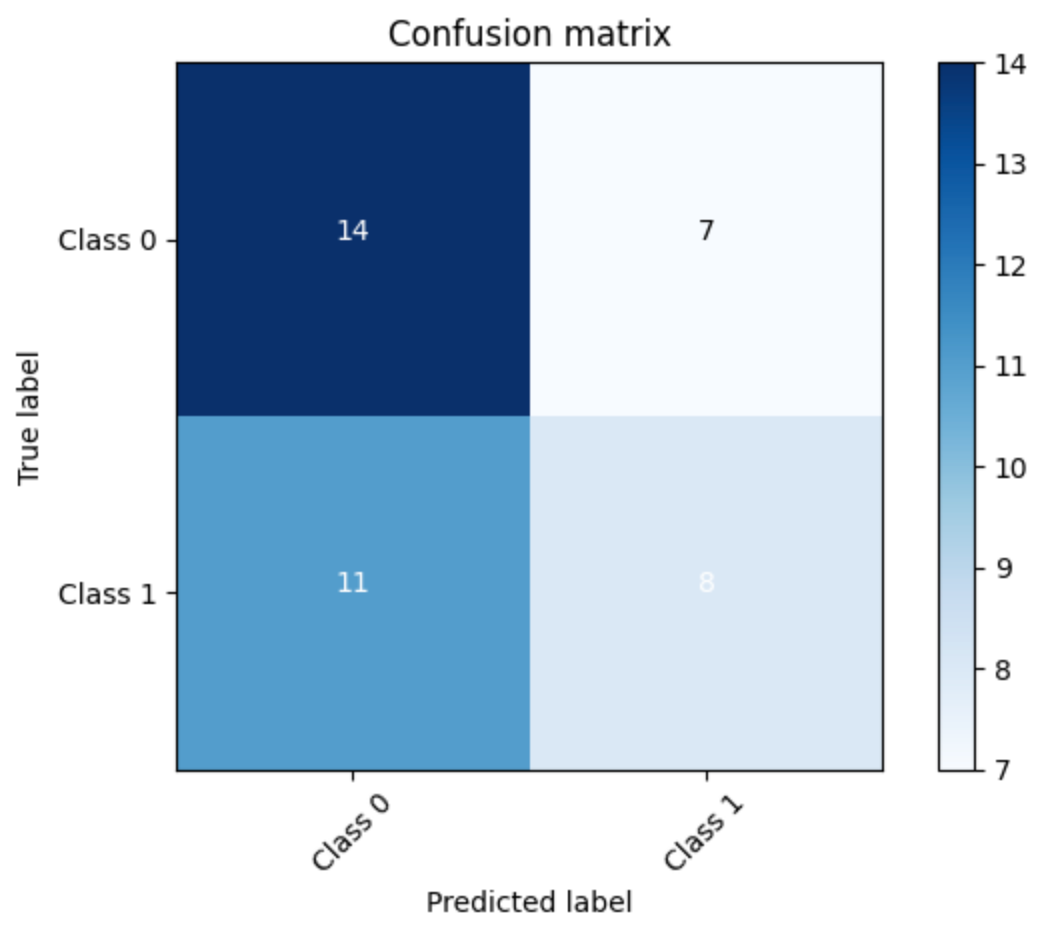 Confusion matrix
14
7
11
8
Class 0
Class 1
True label
Class 0
Class 1
Predicted label
14
13
12
11
10
9
8
7